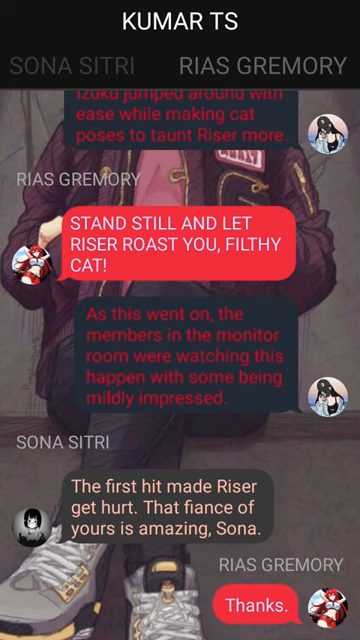 KUMAR TS
SONA SITRI RIAS GREMORY
Izuku jumped around with
ease while making cat
poses to taunt Riser more.
RIAS GREMORY
STAND STILL AND LET
RISER ROAST YOU, FILTHY
CAT!
As this went on, the
members in the monitor
room were watching this
happen with some being
mildly impressed.
SONA SITRI
The first hit made Riser
get hurt. That fiance of
yours is amazing, Sona.
RIAS GREMORY
Thanks.